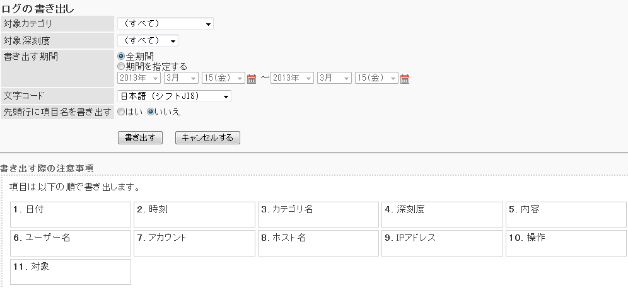 ログの書き出し
対象カテゴリ （すべて）
対象深刻度 （すべて）
書き出す期間 全期間
期間を指定する
2013年 3月 15(金) ～ 2013年 3月 15(金)
文字コード 日本語（シフトJIS）
先頭行に項目名を書き出す はい いいえ
書き出す キャンセルする
書き出す際の注意事項
項目は以下の順で書き出します。
1. 日付 2. 時刻 3. カテゴリ名 4. 深刻度 5. 内容
6. ユーザー名 7. アカウント 8. ホスト名 9. IPアドレス 10. 操作
11. 対象